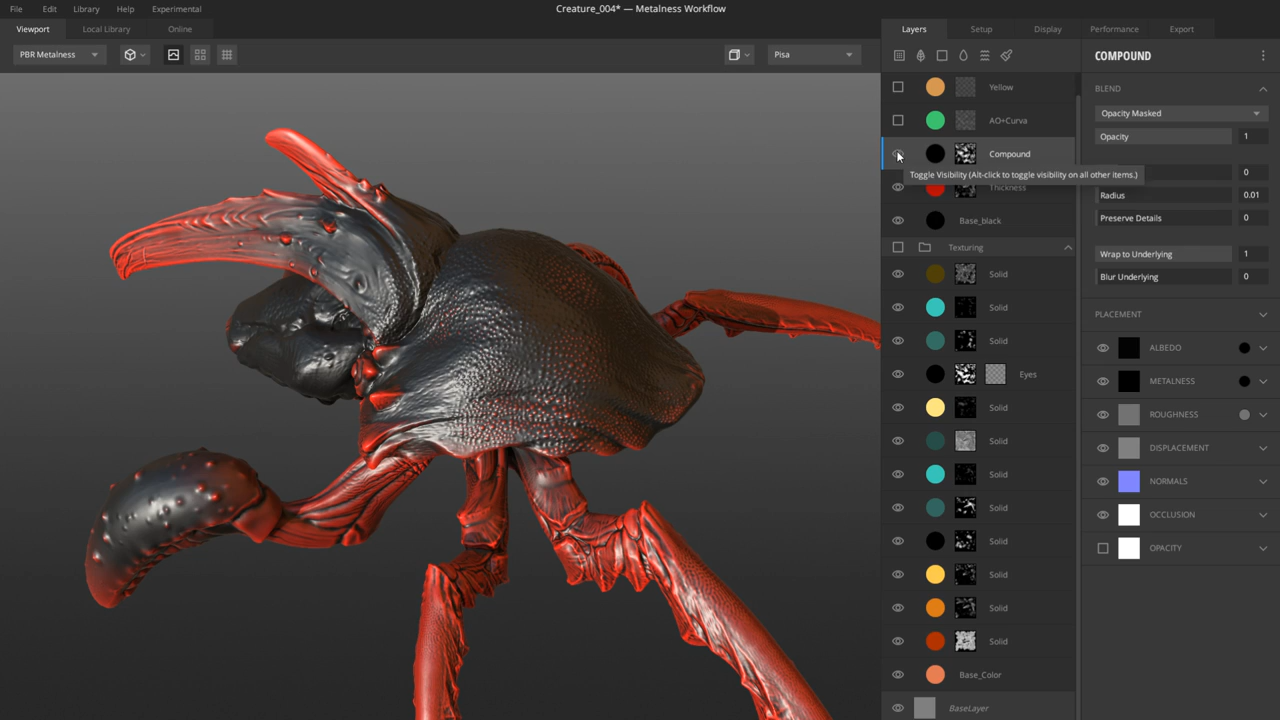 File Edit Library Help Experimental
Creature_004* — Metalness Workflow
Viewport Local Library Online
Layers Setup Display Performance Export
PBR Metalness
Pisa
COMPOUND
BLEND
Opacity Masked
Opacity 1
0
Radius 0.01
Preserve Details 0
Wrap to Underlying 1
Blur Underlying 0
PLACEMENT
ALBEDO
METALNESS
ROUGHNESS
DISPLACEMENT
NORMALS
OCCLUSION
OPACITY
Yellow
AO+Curva
Compound
Toggle Visibility (Alt-click to toggle visibility on all other items.)
Thickness
Base_black
Texturing
Solid
Solid
Solid
Eyes
Solid
Solid
Solid
Solid
Solid
Solid
Solid
Solid
Base_Color
BaseLayer